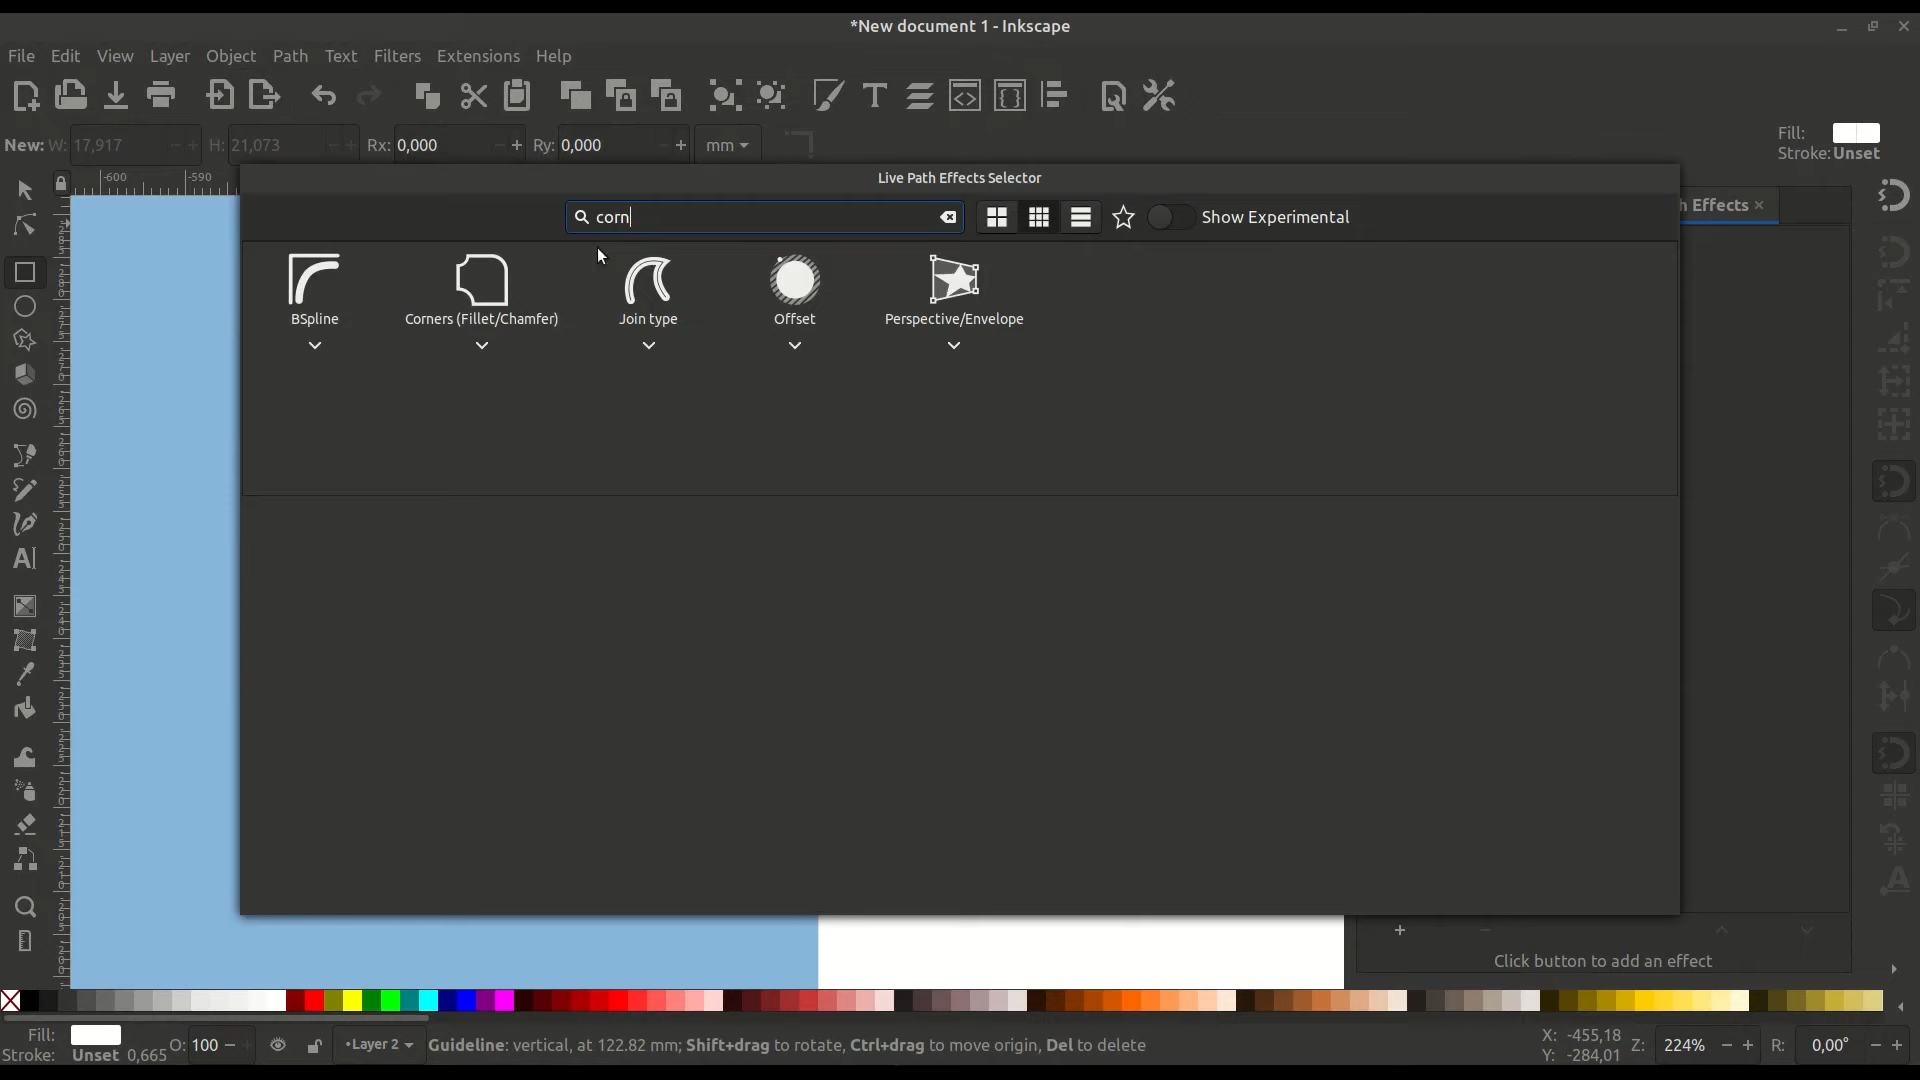 *New document 1 - Inkscape
File Edit View Layer Object Path Text Filters Extensions Help
New: W: 17,917 − + H: 21,073 − + Rx: 0,000 − + Ry: 0,000 − + mm
Fill:
Stroke: Unset
-600 -590
Live Path Effects Selector
corn
Show Experimental
h Effects ×
BSpline Corners (Fillet/Chamfer) Join type Offset Perspective/Envelope
Click button to add an effect
Fill:
Stroke: Unset 0,665 O: 100 − + •Layer 2 Guideline: vertical, at 122.82 mm; Shift+drag to rotate, Ctrl+drag to move origin, Del to delete
X: -455,18
Y: -284,01
Z: 224% − + R: 0,00° − +